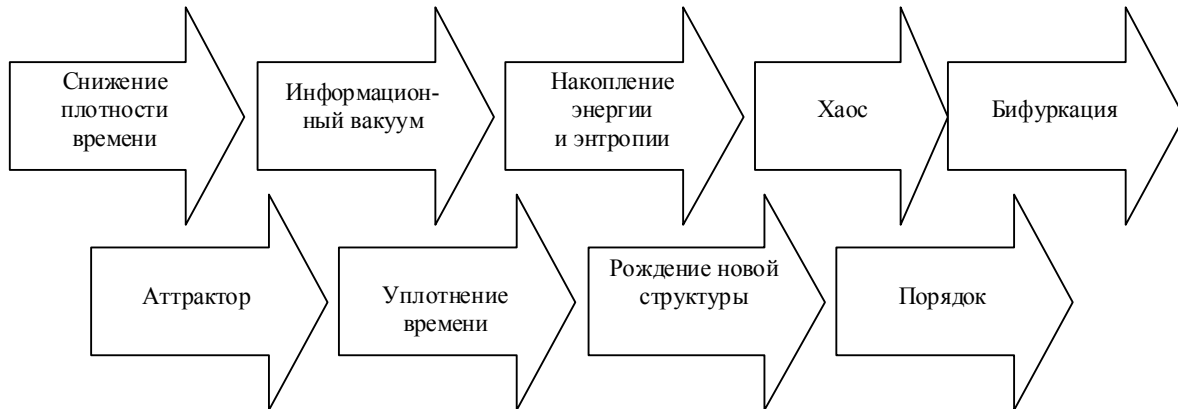 Снижение
плотности
времени
Информацион-
ный вакуум
Накопление
энергии
и энтропии
Хаос
Бифуркация
Аттрактор
Уплотнение
времени
Рождение новой
структуры
Порядок